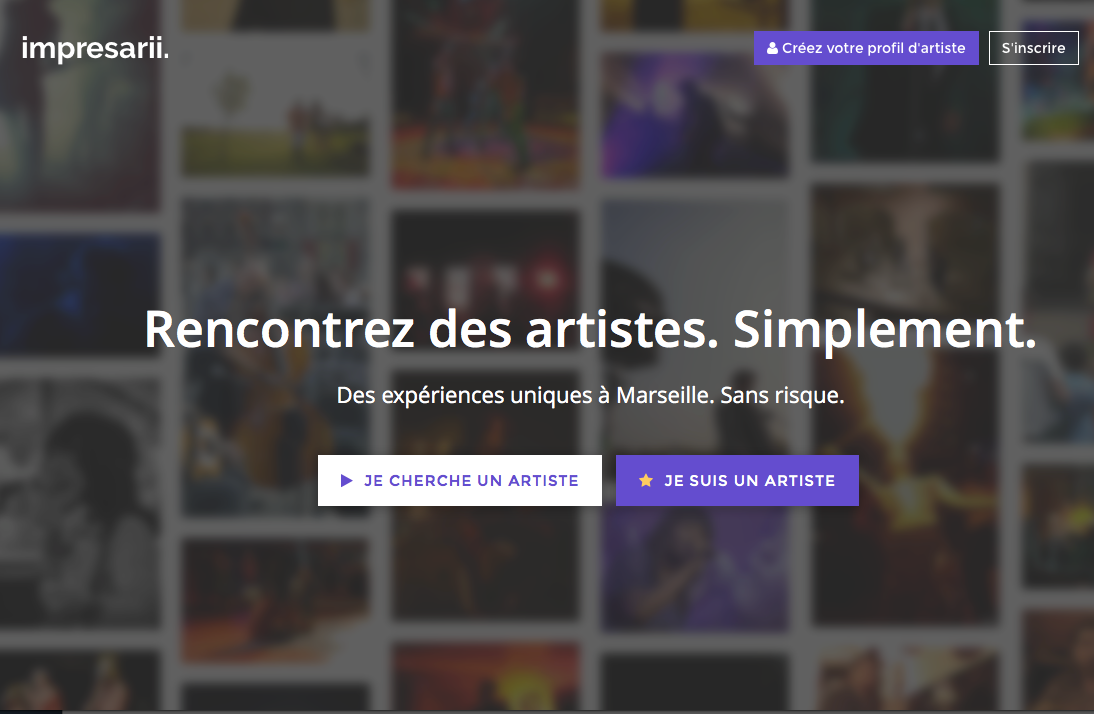 impresarii.
Créez votre profil d'artiste
S'inscrire
Rencontrez des artistes. Simplement.
Des expériences uniques à Marseille. Sans risque.
JE CHERCHE UN ARTISTE
JE SUIS UN ARTISTE